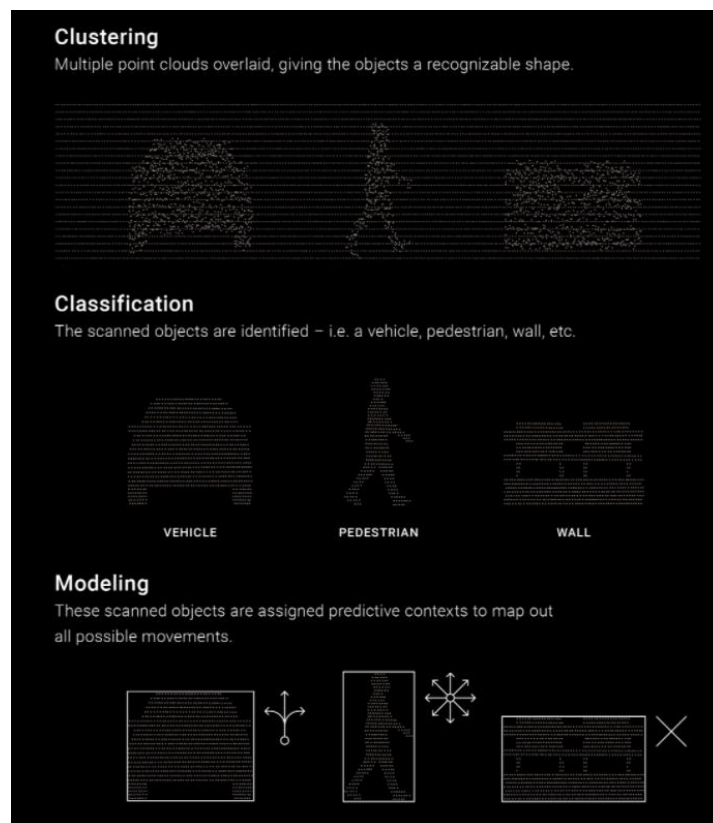 Clustering
Multiple point clouds overlaid, giving the objects a recognizable shape.
Classification
The scanned objects are identified – i.e. a vehicle, pedestrian, wall, etc.
VEHICLE PEDESTRIAN WALL
Modeling
These scanned objects are assigned predictive contexts to map out
all possible movements.